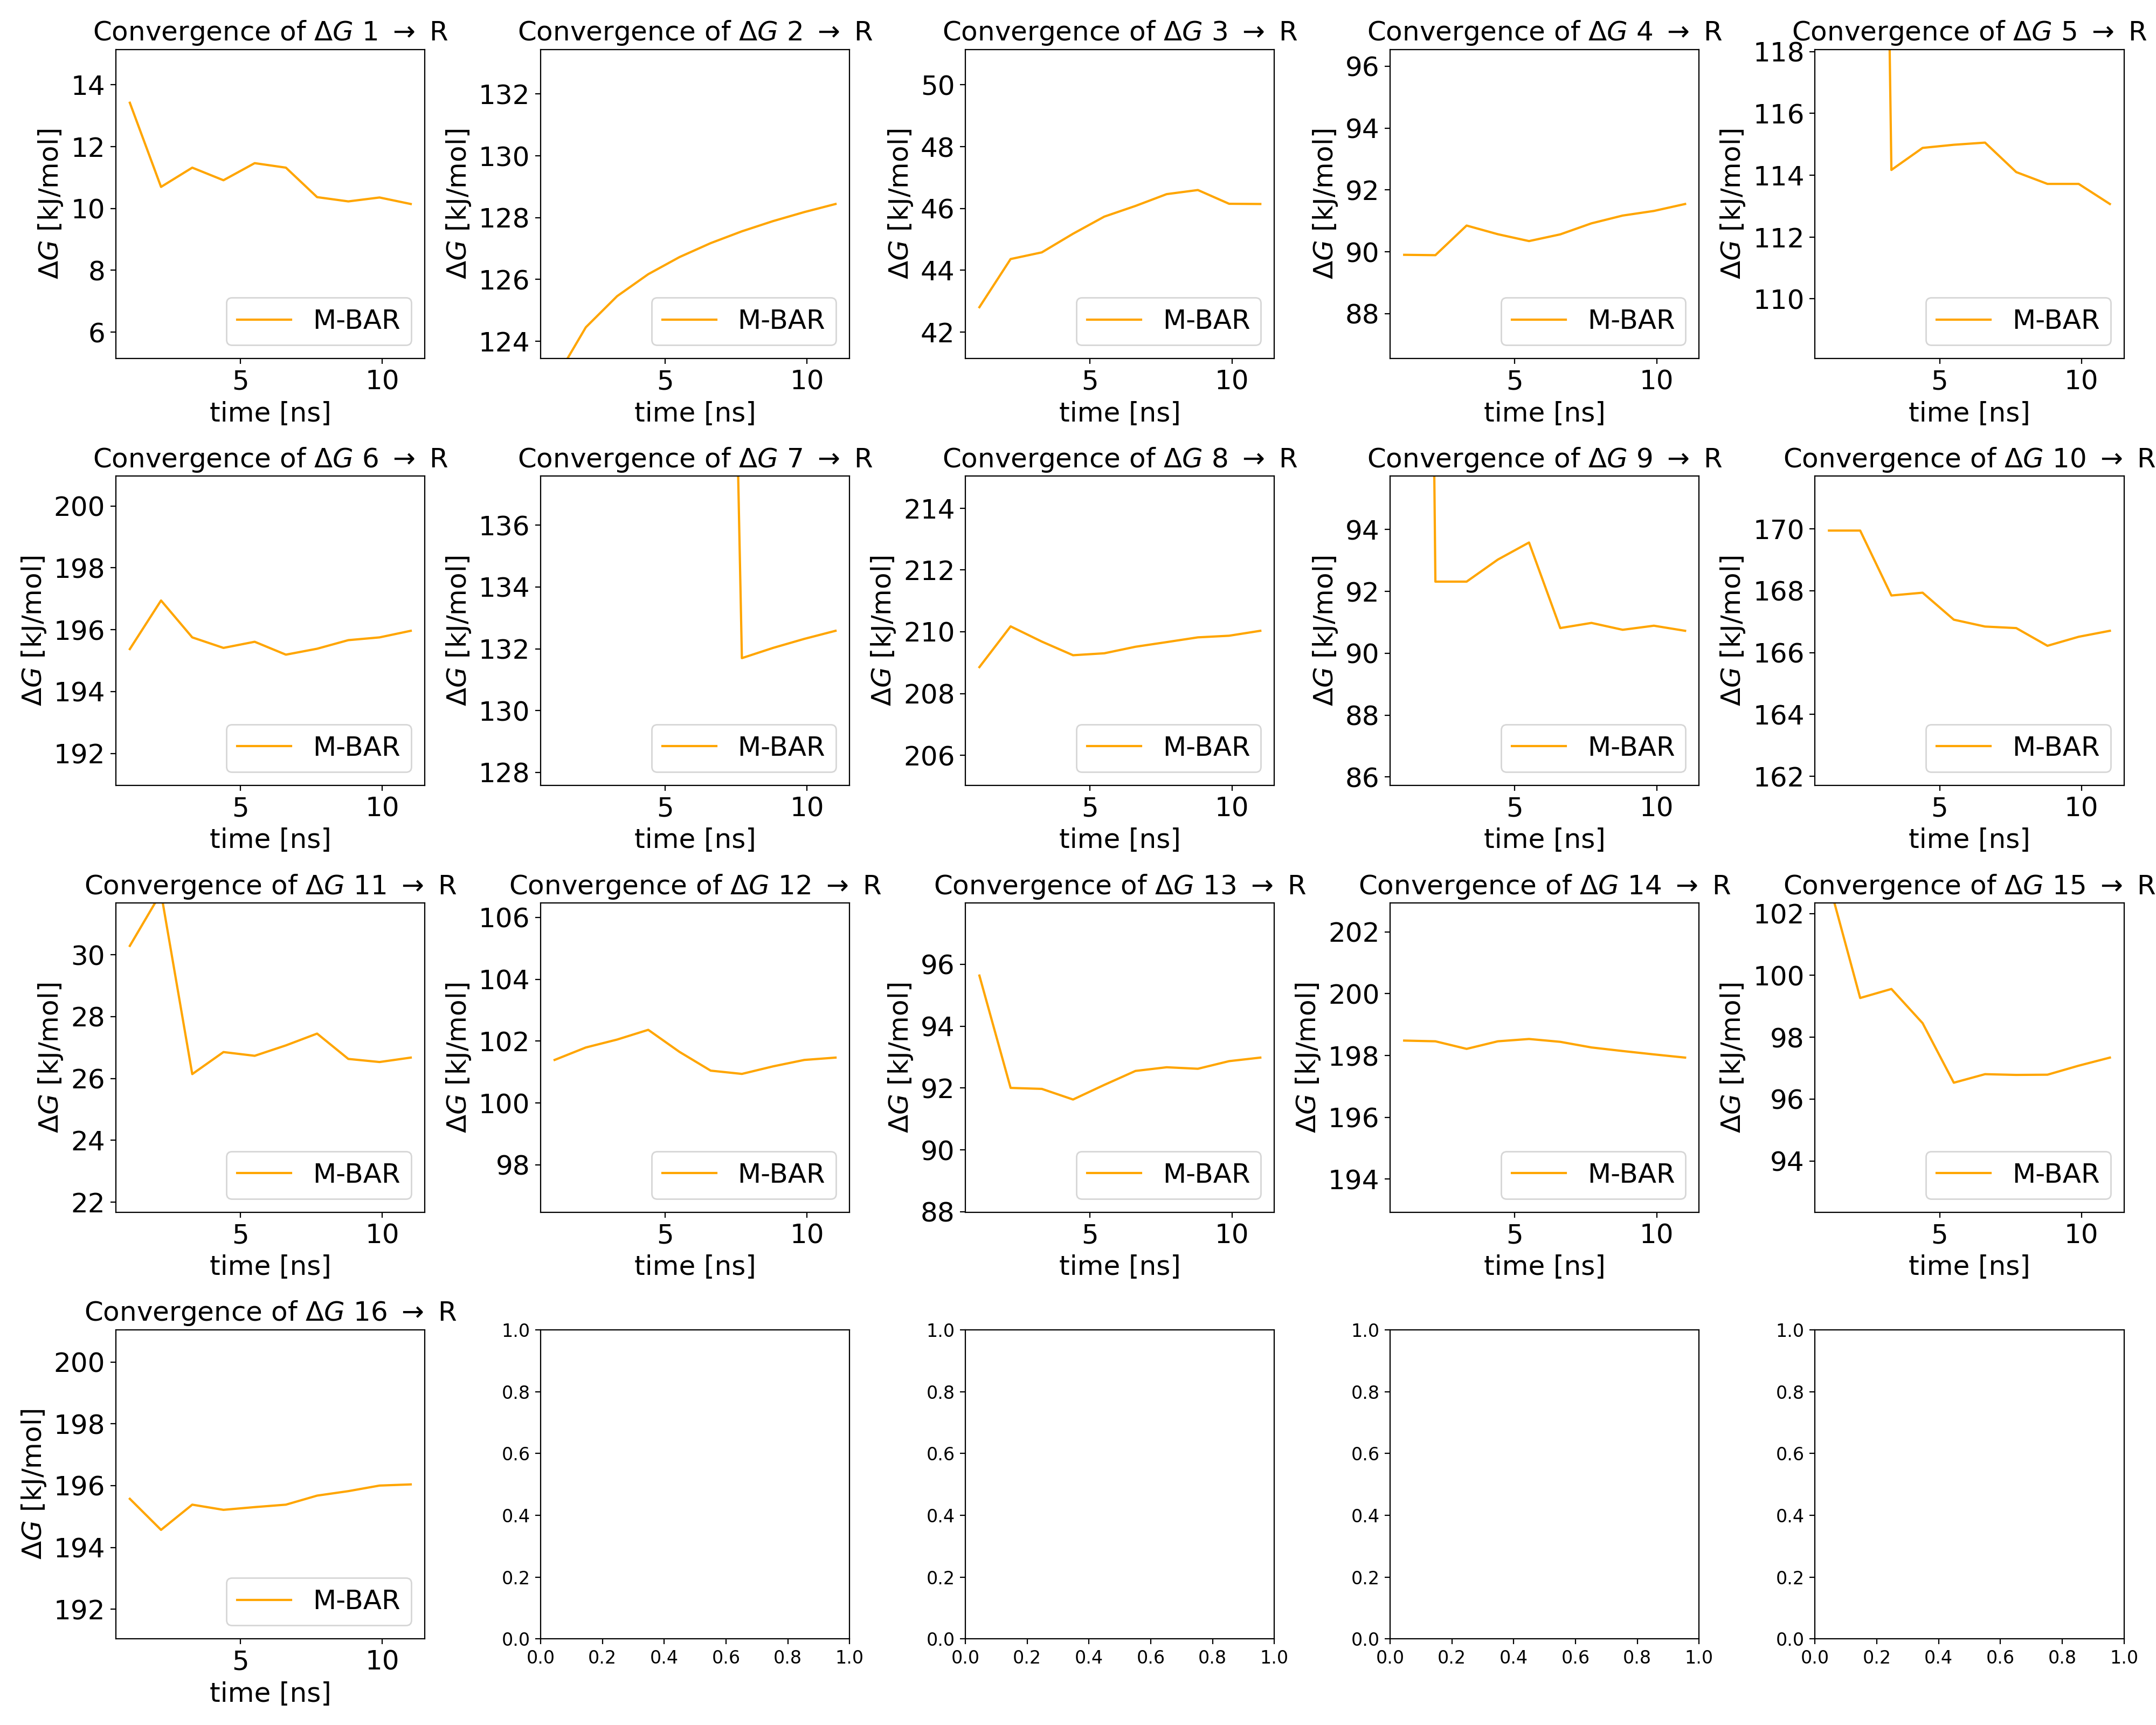 Convergence of ΔG 1 → R
14
12
10
8
6
ΔG [kJ/mol]
M-BAR
5 10
time [ns]
Convergence of ΔG 2 → R
132
130
128
126
124
ΔG [kJ/mol]
M-BAR
5 10
time [ns]
Convergence of ΔG 3 → R
50
48
46
44
42
ΔG [kJ/mol]
M-BAR
5 10
time [ns]
Convergence of ΔG 4 → R
96
94
92
90
88
ΔG [kJ/mol]
M-BAR
5 10
time [ns]
Convergence of ΔG 5 → R
118
116
114
112
110
ΔG [kJ/mol]
M-BAR
5 10
time [ns]
Convergence of ΔG 6 → R
200
198
196
194
192
ΔG [kJ/mol]
M-BAR
5 10
time [ns]
Convergence of ΔG 7 → R
136
134
132
130
128
ΔG [kJ/mol]
M-BAR
5 10
time [ns]
Convergence of ΔG 8 → R
214
212
210
208
206
ΔG [kJ/mol]
M-BAR
5 10
time [ns]
Convergence of ΔG 9 → R
94
92
90
88
86
ΔG [kJ/mol]
M-BAR
5 10
time [ns]
Convergence of ΔG 10 → R
170
168
166
164
162
ΔG [kJ/mol]
M-BAR
5 10
time [ns]
Convergence of ΔG 11 → R
30
28
26
24
22
ΔG [kJ/mol]
M-BAR
5 10
time [ns]
Convergence of ΔG 12 → R
106
104
102
100
98
ΔG [kJ/mol]
M-BAR
5 10
time [ns]
Convergence of ΔG 13 → R
96
94
92
90
88
ΔG [kJ/mol]
M-BAR
5 10
time [ns]
Convergence of ΔG 14 → R
202
200
198
196
194
ΔG [kJ/mol]
M-BAR
5 10
time [ns]
Convergence of ΔG 15 → R
102
100
98
96
94
ΔG [kJ/mol]
M-BAR
5 10
time [ns]
Convergence of ΔG 16 → R
200
198
196
194
192
ΔG [kJ/mol]
M-BAR
5 10
time [ns]
1.0
0.8
0.6
0.4
0.2
0.0
0.0 0.2 0.4 0.6 0.8 1.0
1.0
0.8
0.6
0.4
0.2
0.0
0.0 0.2 0.4 0.6 0.8 1.0
1.0
0.8
0.6
0.4
0.2
0.0
0.0 0.2 0.4 0.6 0.8 1.0
1.0
0.8
0.6
0.4
0.2
0.0
0.0 0.2 0.4 0.6 0.8 1.0